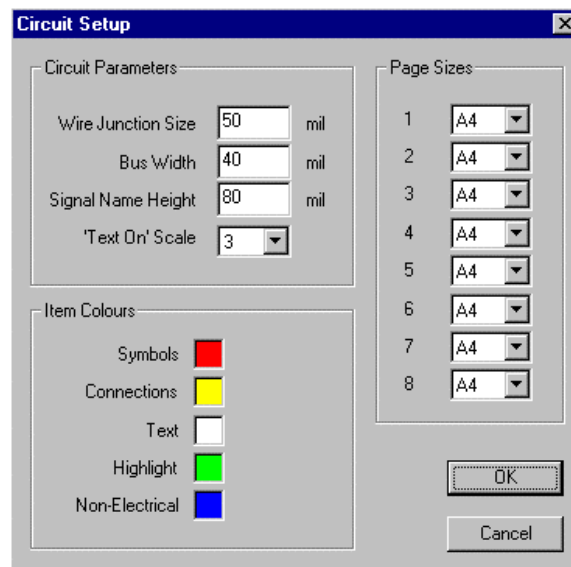 Circuit Setup
Circuit Parameters
Wire Junction Size 50 mil
Bus Width 40 mil
Signal Name Height 80 mil
'Text On' Scale 3
Item Colours
Symbols
Connections
Text
Highlight
Non-Electrical
Page Sizes
1 A4
2 A4
3 A4
4 A4
5 A4
6 A4
7 A4
8 A4
OK
Cancel